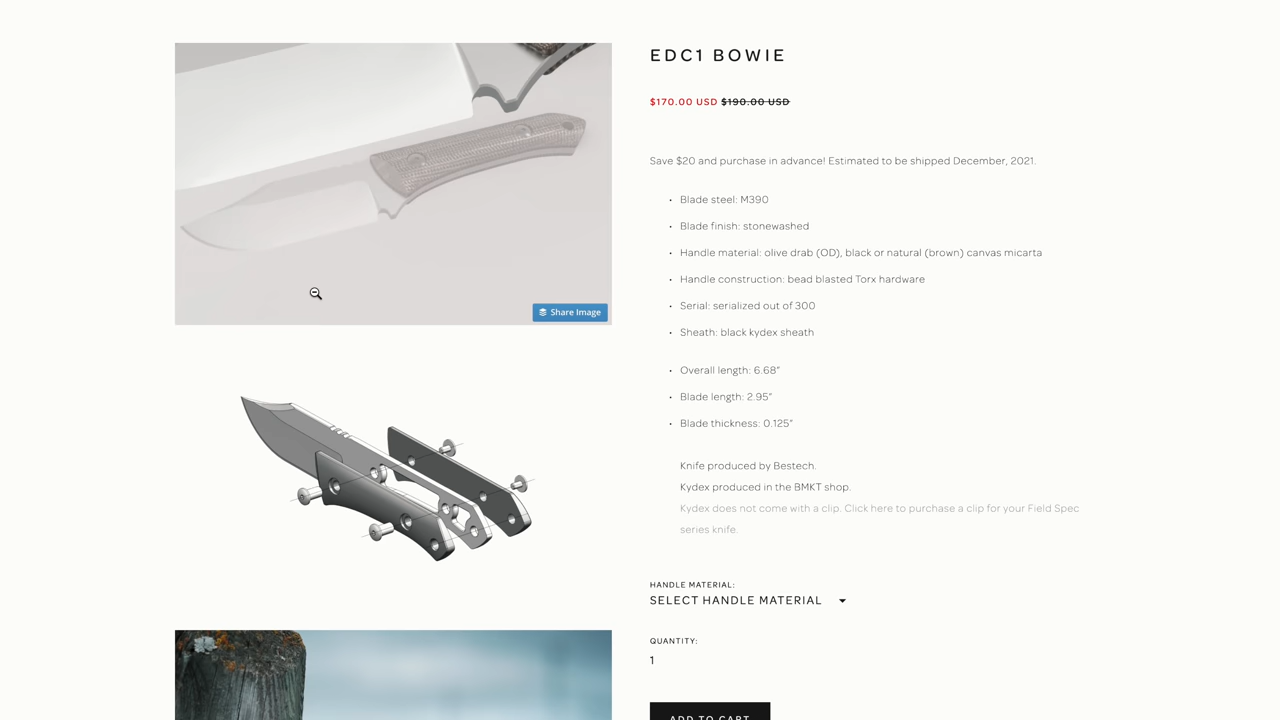 EDC1 BOWIE
$170.00 USD $190.00 USD
Save $20 and purchase in advance! Estimated to be shipped December, 2021.
• Blade steel: M390
• Blade finish: stonewashed
• Handle material: olive drab (OD), black or natural (brown) canvas micarta
• Handle construction: bead blasted Torx hardware
• Serial: serialized out of 300
• Sheath: black kydex sheath
Share Image
• Overall length: 6.68"
• Blade length: 2.95"
• Blade thickness: 0.125"
Knife produced by Bestech.
Kydex produced in the BMKT shop.
Kydex does not come with a clip. Click here to purchase a clip for your Field Spec
series knife.
HANDLE MATERIAL:
SELECT HANDLE MATERIAL
QUANTITY:
1
ADD TO CART